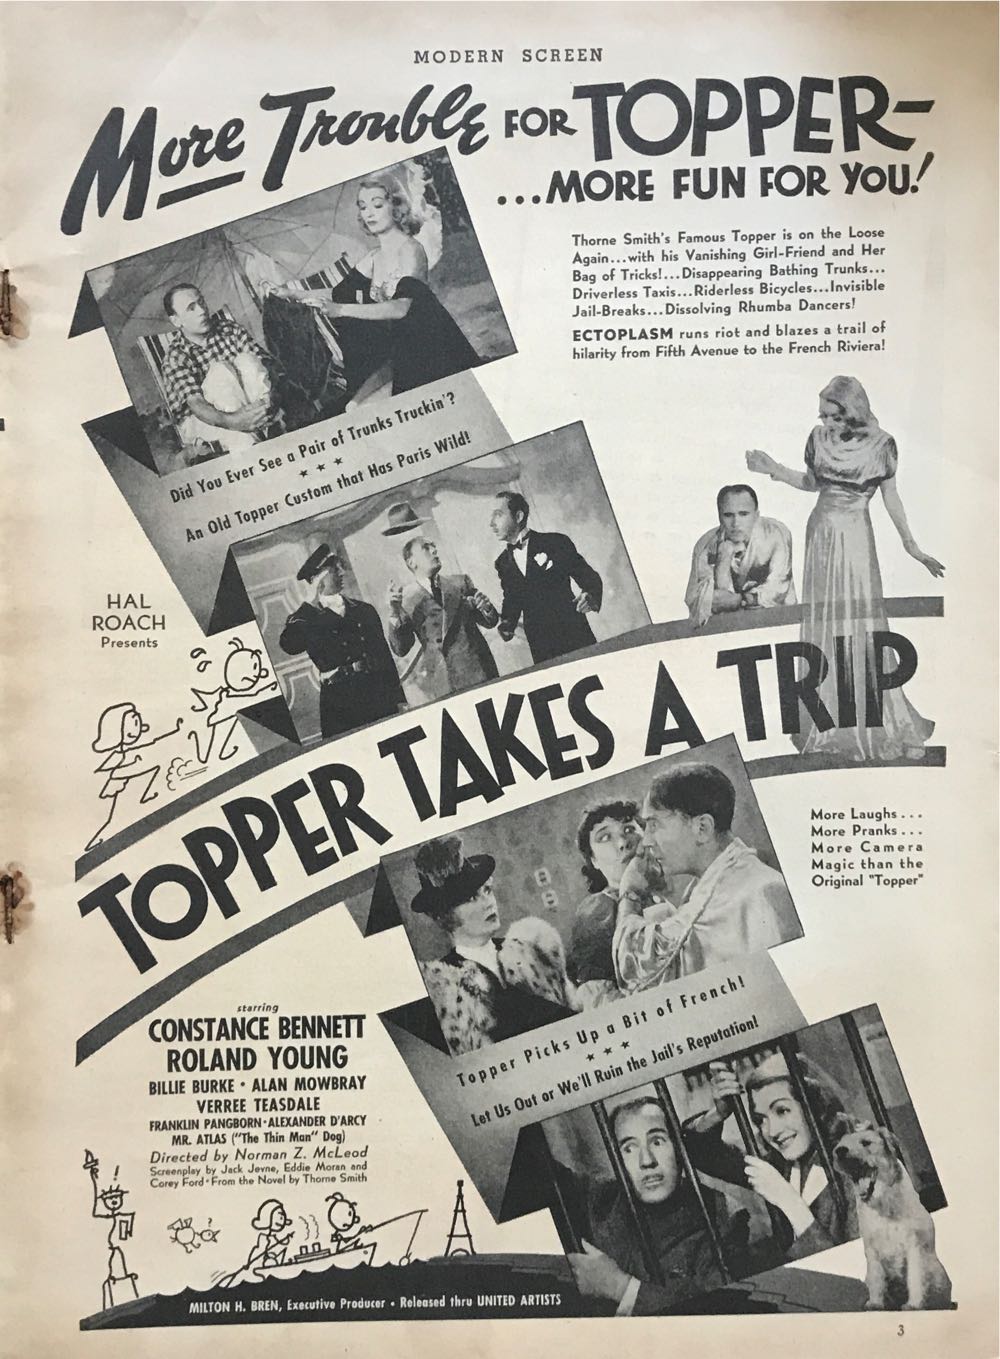 MODERN SCREEN
More Trouble FOR TOPPER-
...MORE FUN FOR YOU!
Thorne Smith's Famous Topper is on the Loose
Again...with his Vanishing Girl-Friend and Her
Bag of Tricks!...Disappearing Bathing Trunks...
Driverless Taxis...Riderless Bicycles...Invisible
Jail-Breaks...Dissolving Rhumba Dancers!
ECTOPLASM runs riot and blazes a trail of
hilarity from Fifth Avenue to the French Riviera!
Did You Ever See a Pair of Trunks Truckin'?
★ ★ ★
An Old Topper Custom that Has Paris Wild!
HAL
ROACH
Presents
TOPPER TAKES A TRIP
More Laughs...
More Pranks...
More Camera
Magic than the
Original "Topper"
starring
CONSTANCE BENNETT
ROLAND YOUNG
BILLIE BURKE • ALAN MOWBRAY
VERREE TEASDALE
FRANKLIN PANGBORN • ALEXANDER D'ARCY
MR. ATLAS ("The Thin Man" Dog)
Directed by Norman Z. McLeod
Screenplay by Jack Jevne, Eddie Moran and
Corey Ford • From the Novel by Thorne Smith
Topper Picks Up a Bit of French!
★ ★ ★
Let Us Out or We'll Ruin the Jail's Reputation!
!
?
MILTON H. BREN, Executive Producer • Released thru UNITED ARTISTS
3